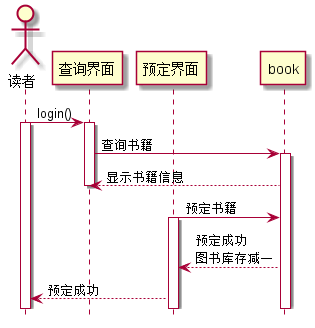 读者
查询界面
预定界面
book
login()
查询书籍
显示书籍信息
预定书籍
预定成功
图书库存减一
预定成功